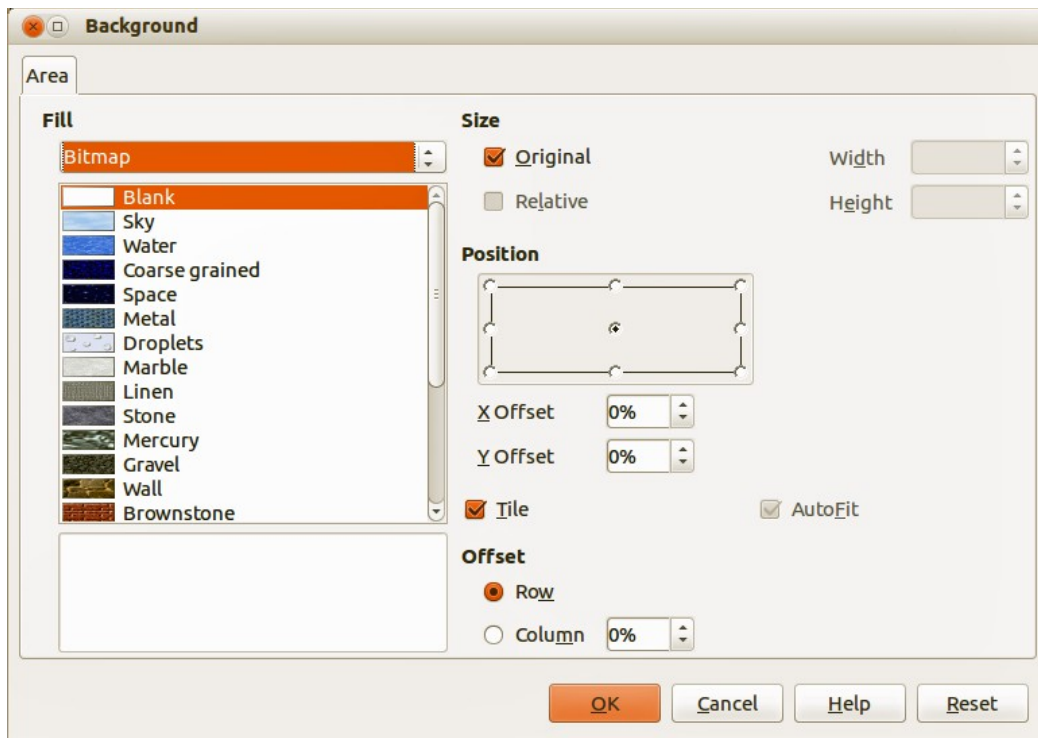 Background
Area
Fill
Bitmap
Blank
Sky
Water
Coarse grained
Space
Metal
Droplets
Marble
Linen
Stone
Mercury
Gravel
Wall
Brownstone
Size
Original
Width
Relative
Height
Position
X Offset 0%
Y Offset 0%
Tile
AutoFit
Offset
Row
Column 0%
OK
Cancel
Help
Reset